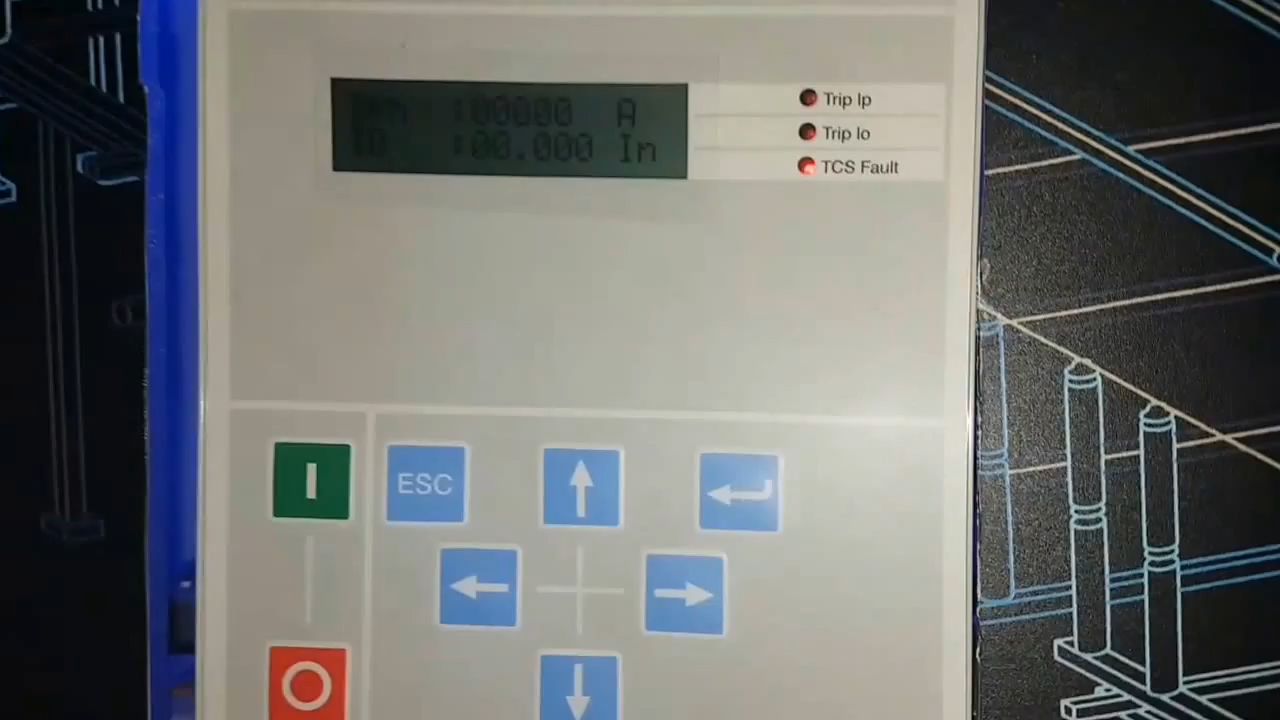 :00000 A
:00.000 In
Trip Ip
Trip Io
TCS Fault
I
ESC
O